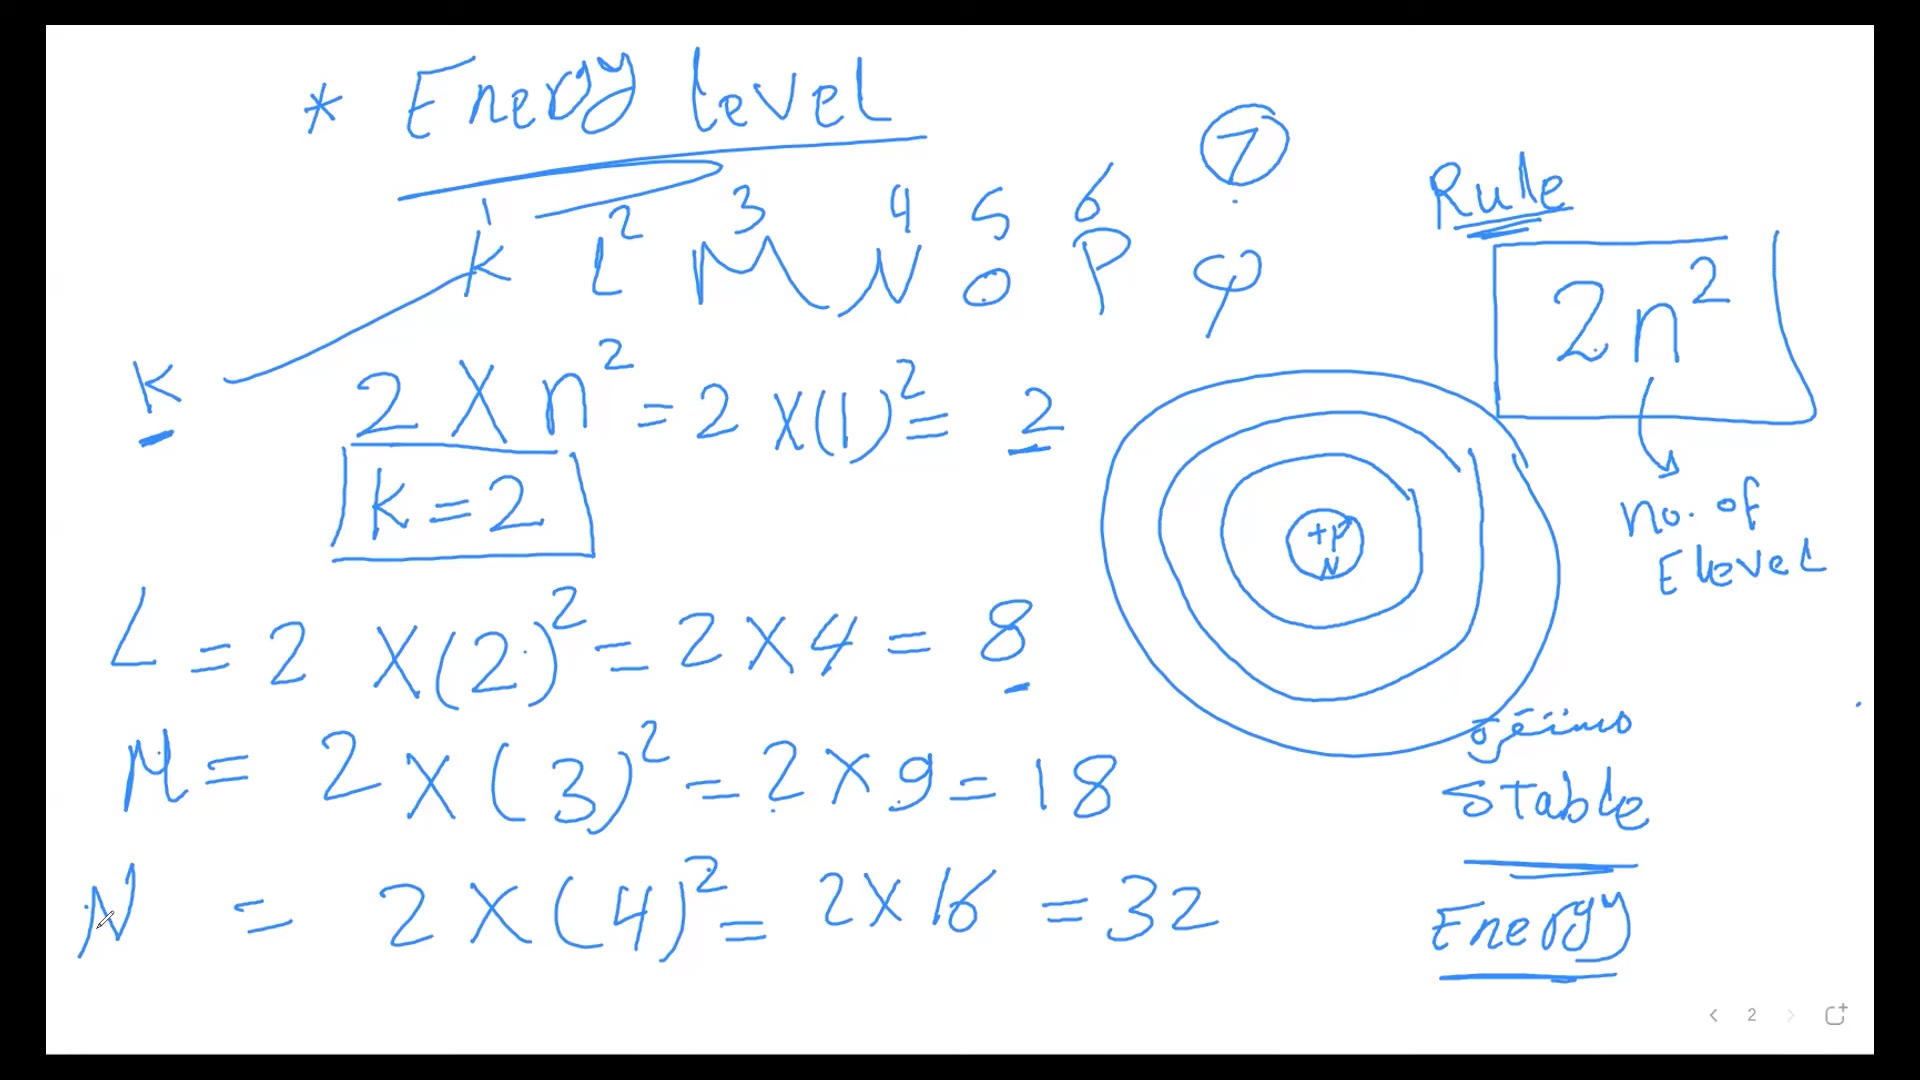 * Energy level
1 2 3 4 5 6 7
K L M N O P Q
Rule
2n²
no. of
E level
K 2 X n² = 2 X (1)² = 2
K = 2
+P
N
L = 2 X (2)² = 2 X 4 = 8
M = 2 X (3)² = 2 X 9 = 18
N = 2 X (4)² = 2 X 16 = 32
مستقرة
Stable
Energy
2